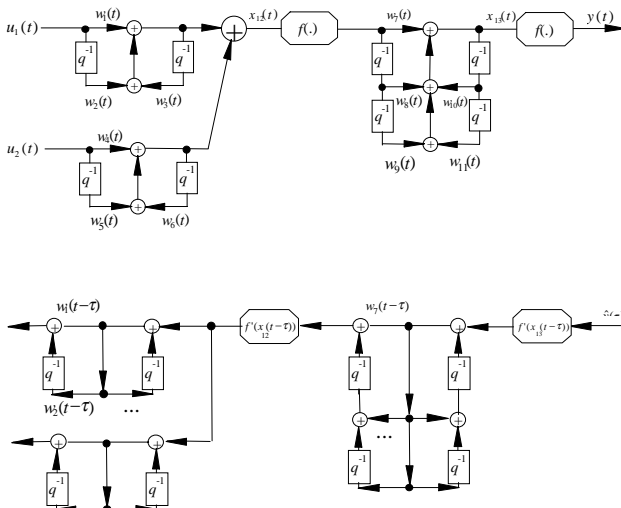 u₁(t) w₁(t) x₁₂(t) f(.) w₇(t) x₁₃(t) f(.) y(t)
q⁻¹ q⁻¹ q⁻¹ q⁻¹
w₂(t) w₃(t) w₈(t) w₁₀(t)
u₂(t) w₄(t) q⁻¹ q⁻¹
q⁻¹ q⁻¹ w₉(t) w₁₁(t)
w₅(t) w₆(t)
w₁(t−τ) f'(x₁₂(t−τ)) w₇(t−τ) f'(x₁₃(t−τ))
q⁻¹ q⁻¹ q⁻¹ q⁻¹
w₂(t−τ) ...
...
q⁻¹ q⁻¹ q⁻¹ q⁻¹